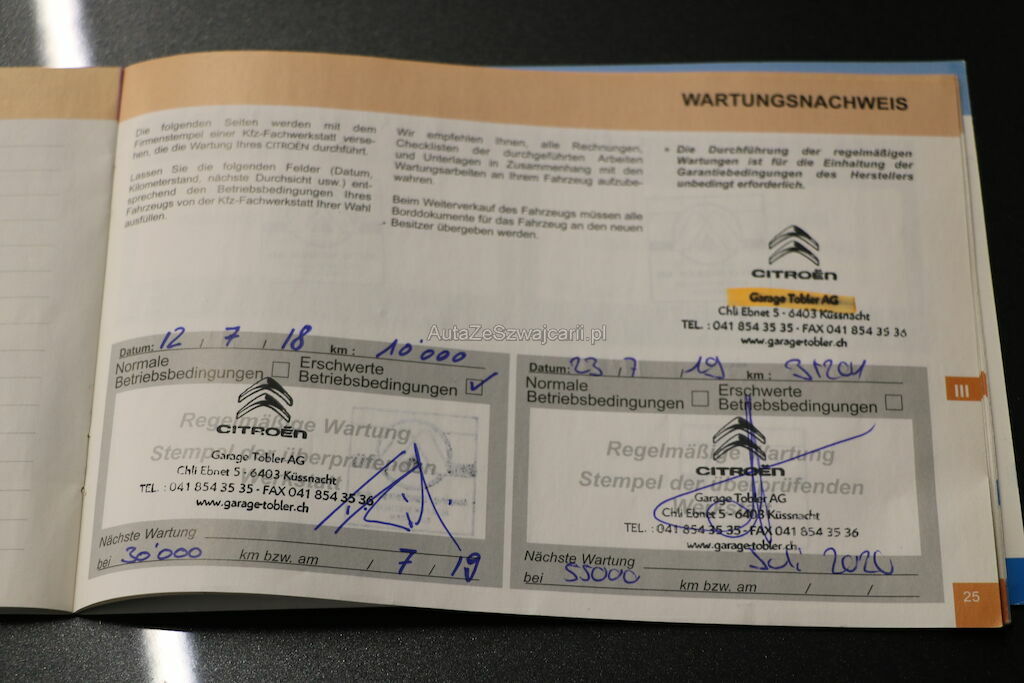 WARTUNGSNACHWEIS
Die folgenden Seiten werden mit dem
Firmenstempel einer Kfz-Fachwerkstatt verse-
hen, die die Wartung Ihres CITROËN durchführt.
Lassen Sie die folgenden Felder (Datum,
Kilometerstand, nächste Durchsicht usw.) ent-
sprechend den Betriebsbedingungen Ihres
Fahrzeugs von der Kfz-Fachwerkstatt Ihrer Wahl
ausfüllen.
Wir empfehlen Ihnen, alle Rechnungen,
Checklisten der durchgeführten Arbeiten
und Unterlagen in Zusammenhang mit den
Wartungsarbeiten an Ihrem Fahrzeug aufzube-
wahren.
Beim Weiterverkauf des Fahrzeugs müssen alle
Borddokumente für das Fahrzeug an den neuen
Besitzer übergeben werden.
• Die Durchführung der regelmäßigen
Wartungen ist für die Einhaltung der
Garantiebedingungen des Herstellers
unbedingt erforderlich.
CITROËN
Garage Tobler AG
Chli Ebnet 5 - 6403 Küssnacht
TEL. : 041 854 35 35 - FAX 041 854 35 36
www.garage-tobler.ch
AutaZeSzwajcarii.pl
Datum: 12 , 7 , 18 km : 10'000
Normale
Betriebsbedingungen
Erschwerte
Betriebsbedingungen
Regelmäßige Wartung
Stempel der überprüfenden
Werkstatt
CITROËN
Garage Tobler AG
Chli Ebnet 5 - 6403 Küssnacht
TEL. : 041 854 35 35 - FAX 041 854 35 36
www.garage-tobler.ch
Nächste Wartung
bei 30'000 km bzw. am / 7 / 19
Datum: 23 , 7 , 19 km : 31201
Normale
Betriebsbedingungen
Erschwerte
Betriebsbedingungen
Regelmäßige Wartung
Stempel der überprüfenden
CITROËN
Garage Tobler AG
Chli Ebnet 5 - 6403 Küssnacht
TEL. : 041 854 35 35 - FAX 041 854 35 36
www.garage-tobler.ch
Nächste Wartung Juli 2020
bei 55000 km bzw. am / /
III
25